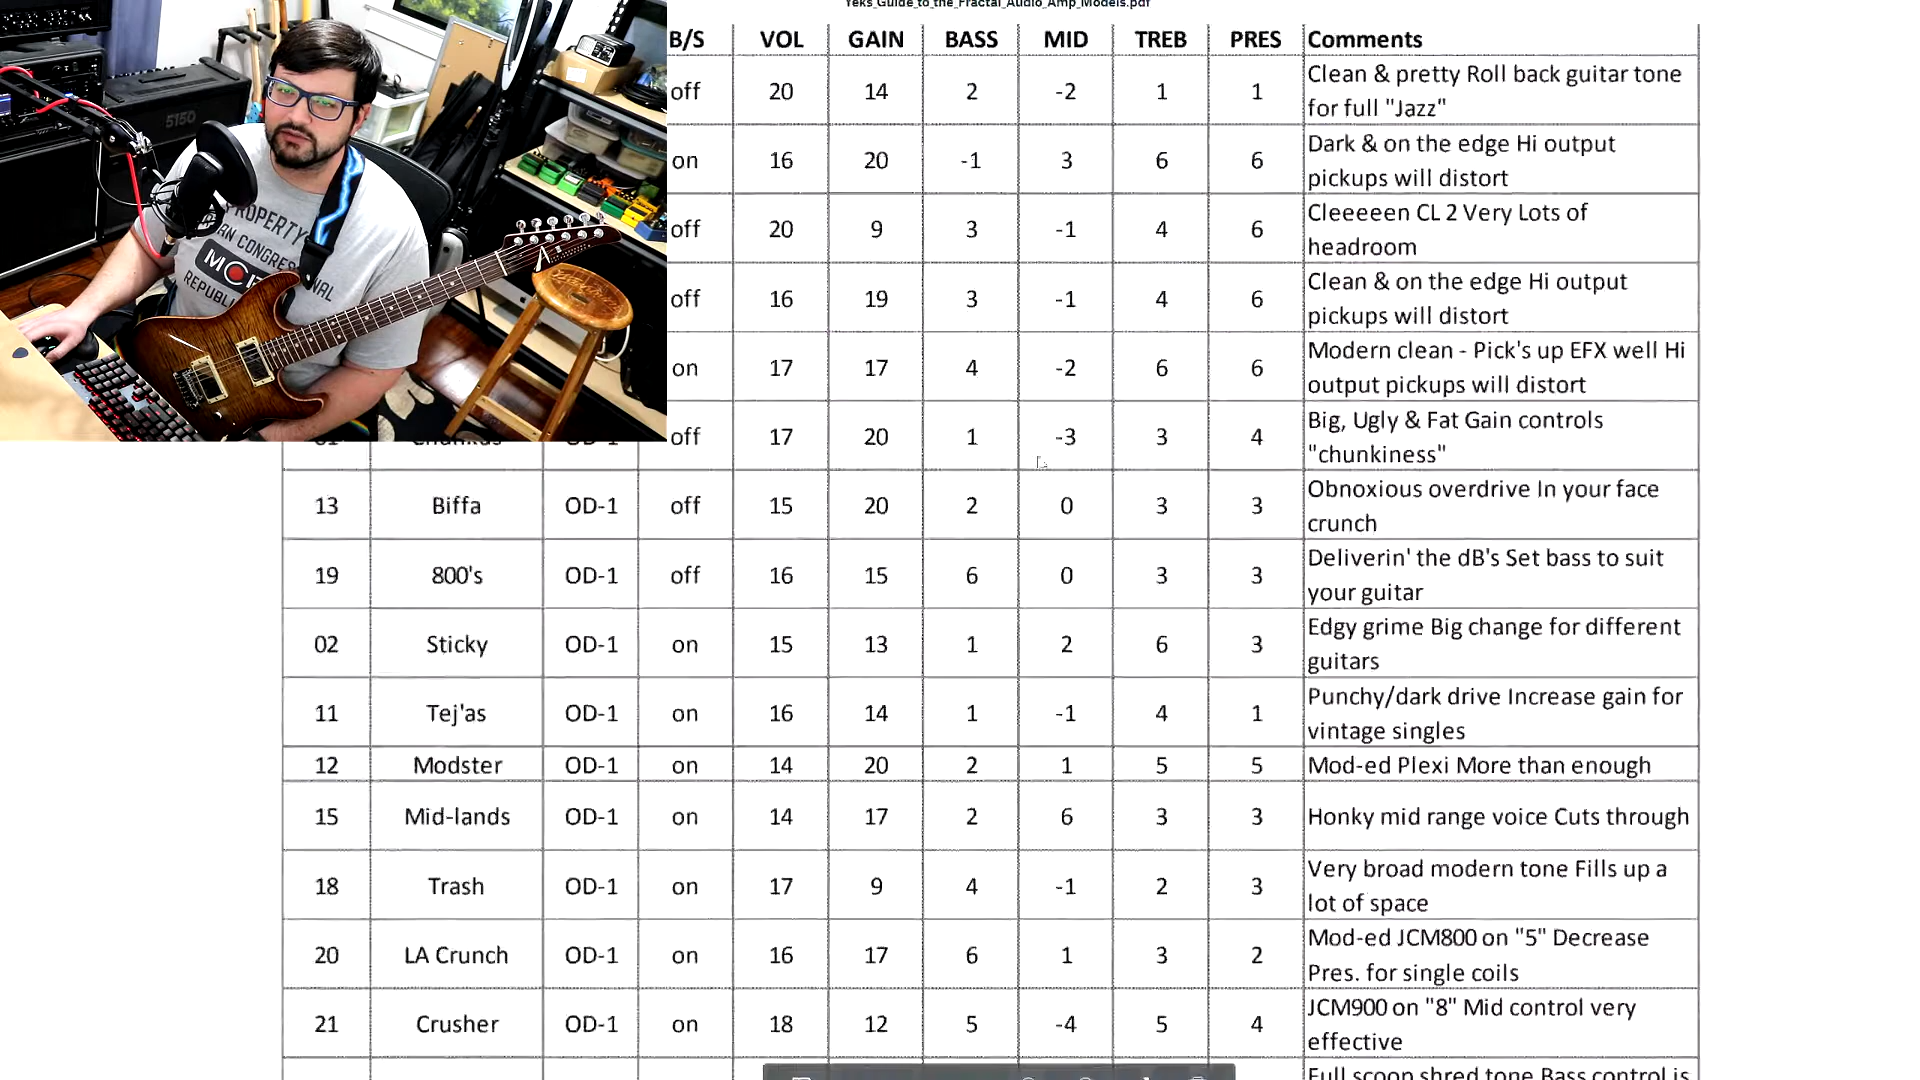 Yeks_Guide_to_the_Fractal_Audio_Amp_Models.pdf
B/S VOL GAIN BASS MID TREB PRES Comments
off 20 14 2 -2 1 1 Clean & pretty Roll back guitar tone
for full "Jazz"
on 16 20 -1 3 6 6 Dark & on the edge Hi output
pickups will distort
off 20 9 3 -1 4 6 Cleeeeen CL 2 Very Lots of
headroom
off 16 19 3 -1 4 6 Clean & on the edge Hi output
pickups will distort
on 17 17 4 -2 6 6 Modern clean - Pick's up EFX well Hi
output pickups will distort
off 17 20 1 -3 3 4 Big, Ugly & Fat Gain controls
"chunkiness"
13 Biffa OD-1 off 15 20 2 0 3 3 Obnoxious overdrive In your face
crunch
19 800's OD-1 off 16 15 6 0 3 3 Deliverin' the dB's Set bass to suit
your guitar
02 Sticky OD-1 on 15 13 1 2 6 3 Edgy grime Big change for different
guitars
11 Tej'as OD-1 on 16 14 1 -1 4 1 Punchy/dark drive Increase gain for
vintage singles
12 Modster OD-1 on 14 20 2 1 5 5 Mod-ed Plexi More than enough
15 Mid-lands OD-1 on 14 17 2 6 3 3 Honky mid range voice Cuts through
18 Trash OD-1 on 17 9 4 -1 2 3 Very broad modern tone Fills up a
lot of space
20 LA Crunch OD-1 on 16 17 6 1 3 2 Mod-ed JCM800 on "5" Decrease
Pres. for single coils
21 Crusher OD-1 on 18 12 5 -4 5 4 JCM900 on "8" Mid control very
effective
Full scoop shred tone Bass control is
5150
PROPERTY
CONGRES
NAL
REPUBLI